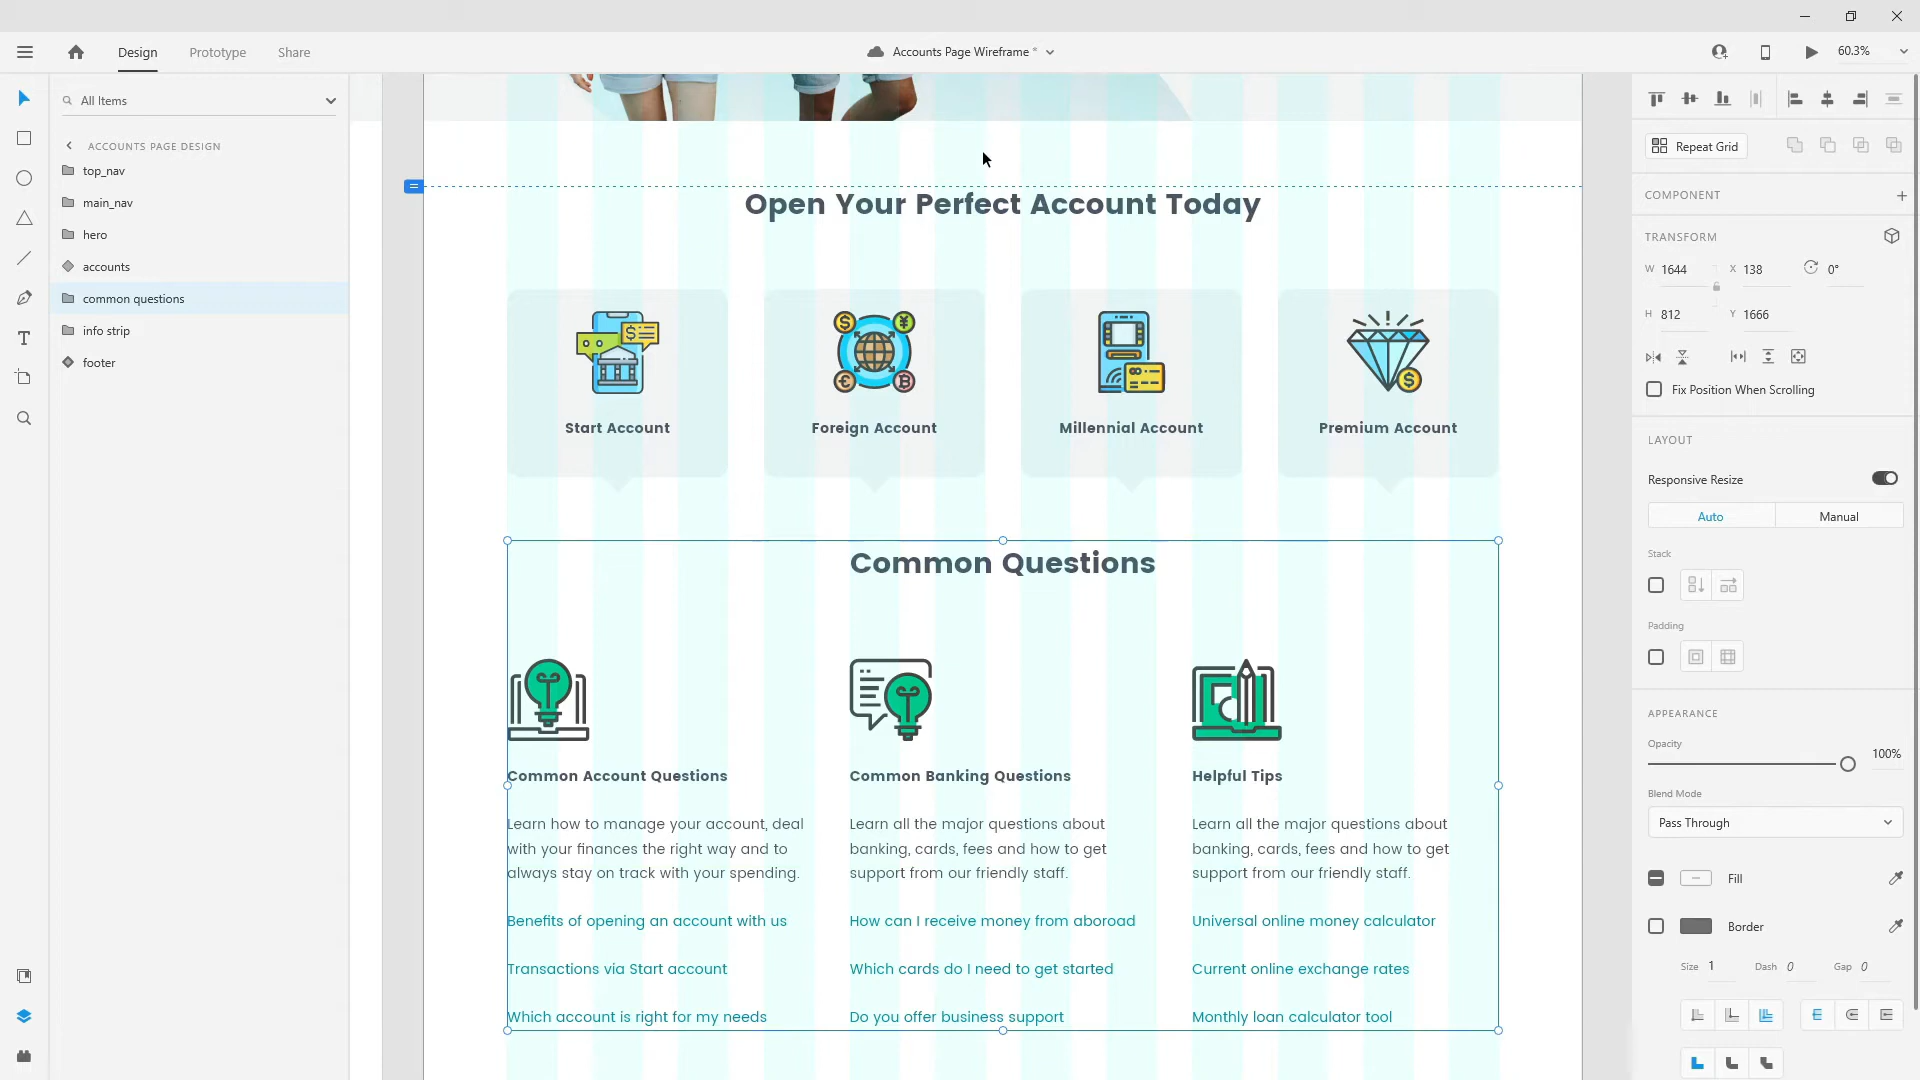 Design
Prototype
Share
Accounts Page Wireframe *
60.3%
All Items
ACCOUNTS PAGE DESIGN
top_nav
main_nav
hero
accounts
common questions
info strip
footer
Open Your Perfect Account Today
Start Account
Foreign Account
Millennial Account
Premium Account
Common Questions
Common Account Questions
Learn how to manage your account, deal
with your finances the right way and to
always stay on track with your spending.
Benefits of opening an account with us
Transactions via Start account
Which account is right for my needs
Common Banking Questions
Learn all the major questions about
banking, cards, fees and how to get
support from our friendly staff.
How can I receive money from aboroad
Which cards do I need to get started
Do you offer business support
Helpful Tips
Learn all the major questions about
banking, cards, fees and how to get
support from our friendly staff.
Universal online money calculator
Current online exchange rates
Monthly loan calculator tool
Repeat Grid
COMPONENT
TRANSFORM
W 1644 X 138 0°
H 812 Y 1666
Fix Position When Scrolling
LAYOUT
Responsive Resize
Auto
Manual
Stack
Padding
APPEARANCE
Opacity
100%
Blend Mode
Pass Through
Fill
Border
Size 1 Dash 0 Gap 0